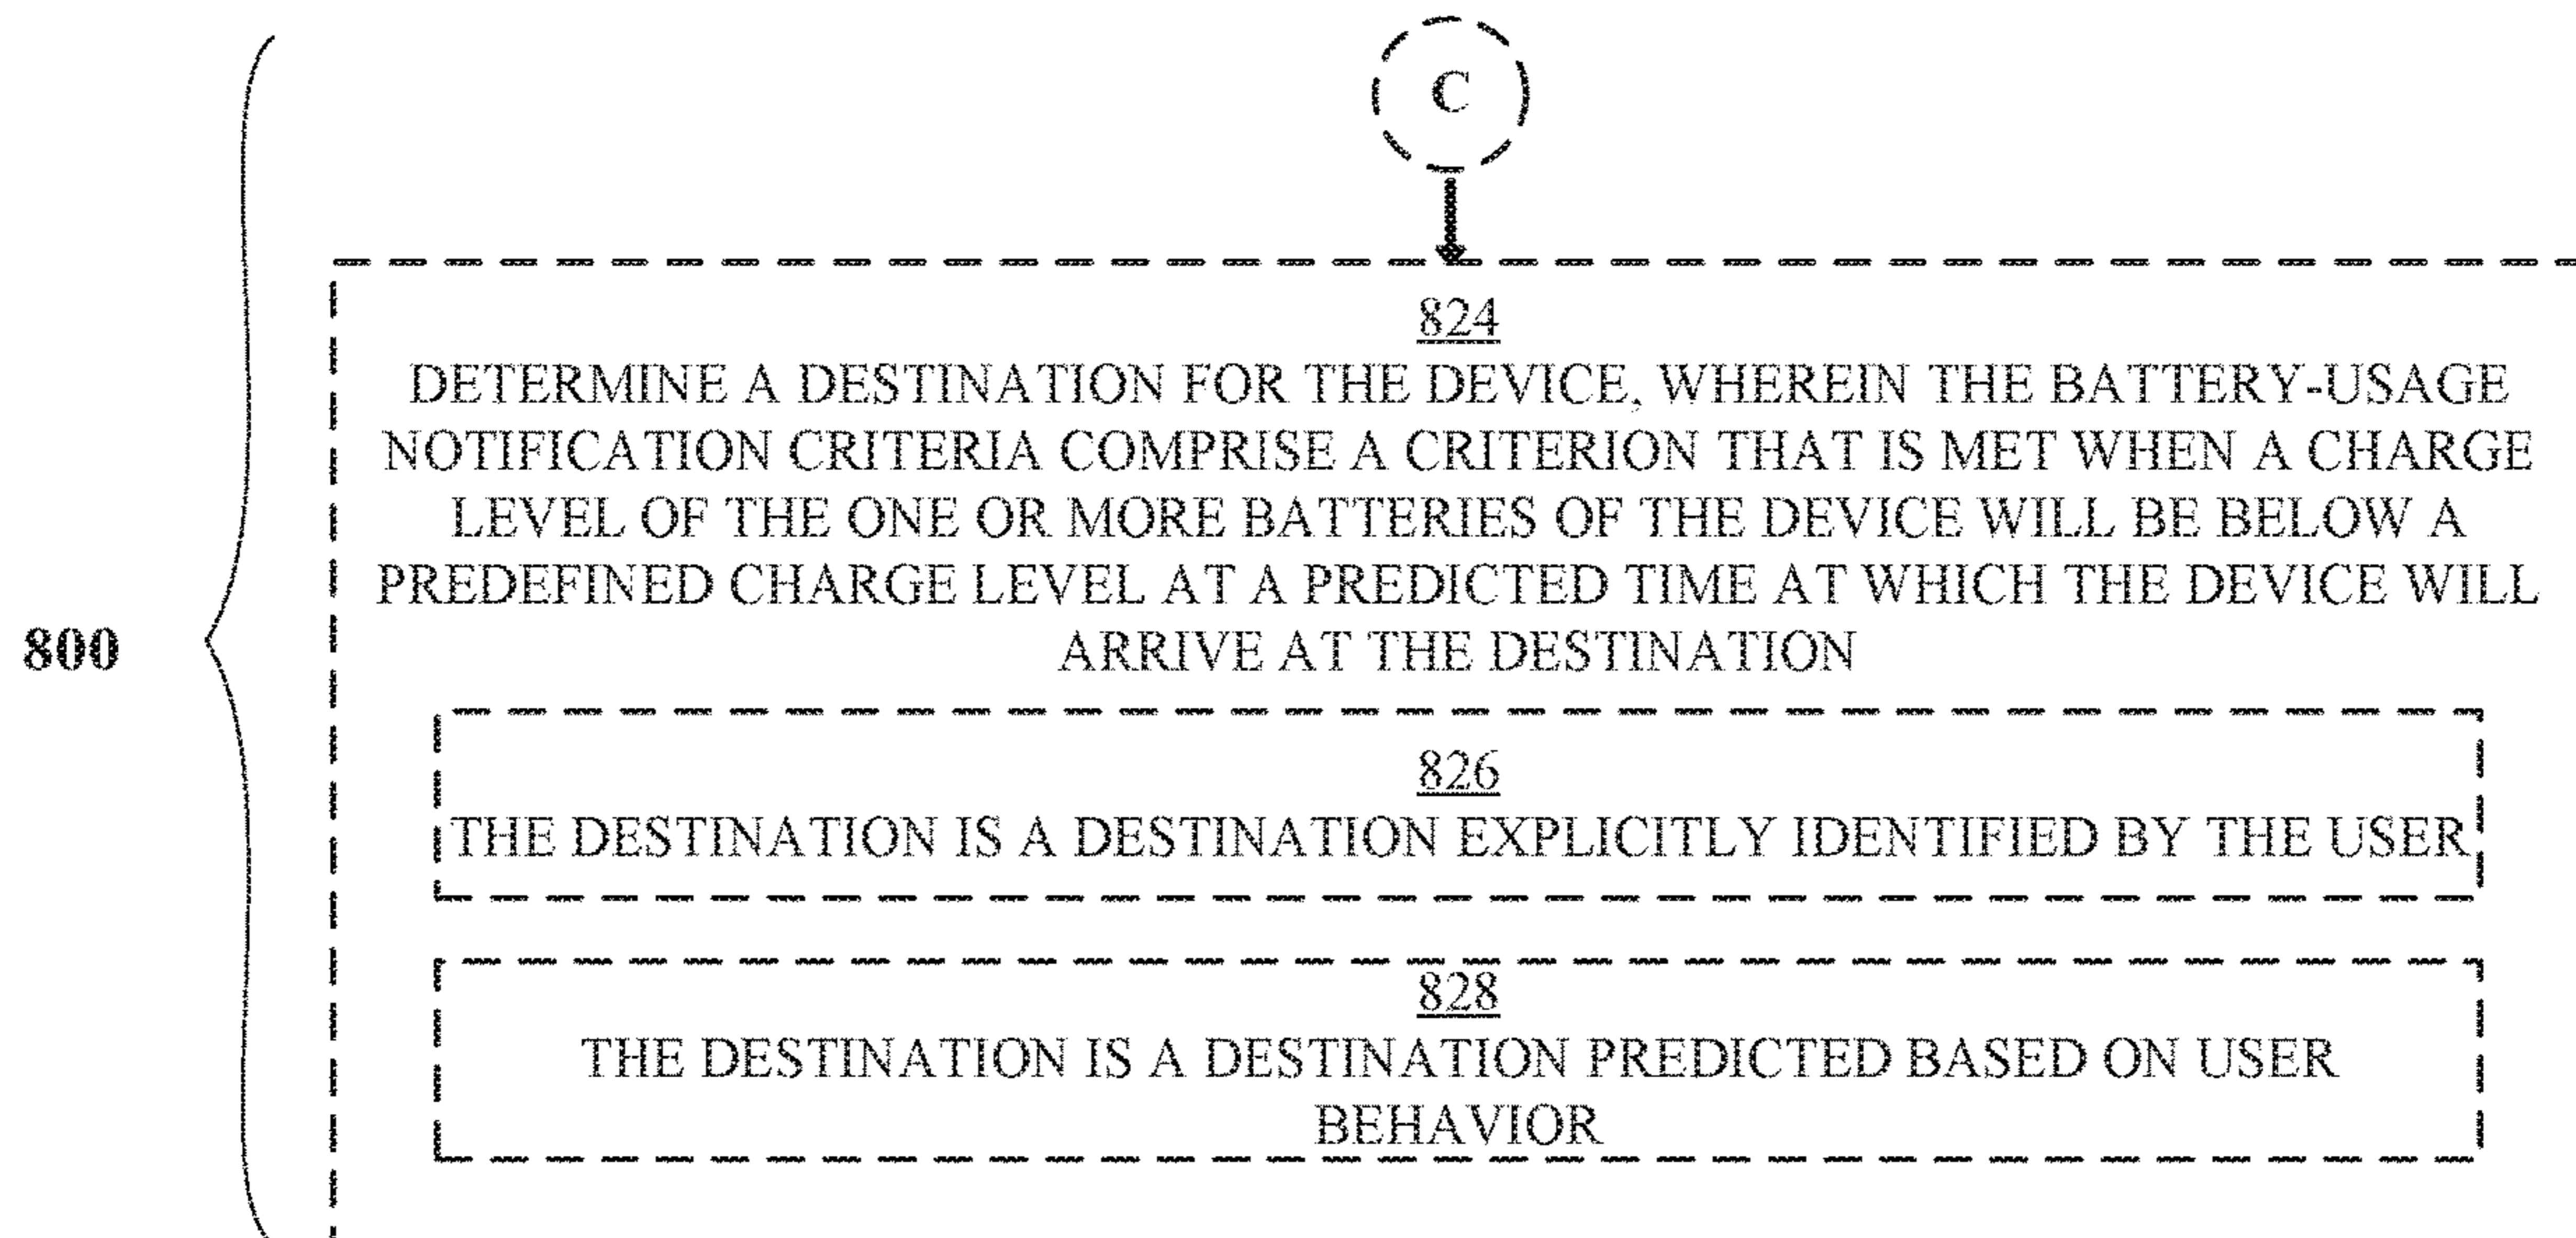 C
824
DETERMINE A DESTINATION FOR THE DEVICE, WHEREIN THE BATTERY-USAGE
NOTIFICATION CRITERIA COMPRISE A CRITERION THAT IS MET WHEN A CHARGE
LEVEL OF THE ONE OR MORE BATTERIES OF THE DEVICE WILL BE BELOW A
PREDEFINED CHARGE LEVEL AT A PREDICTED TIME AT WHICH THE DEVICE WILL
ARRIVE AT THE DESTINATION
800
826
THE DESTINATION IS A DESTINATION EXPLICITLY IDENTIFIED BY THE USER
828
THE DESTINATION IS A DESTINATION PREDICTED BASED ON USER
BEHAVIOR